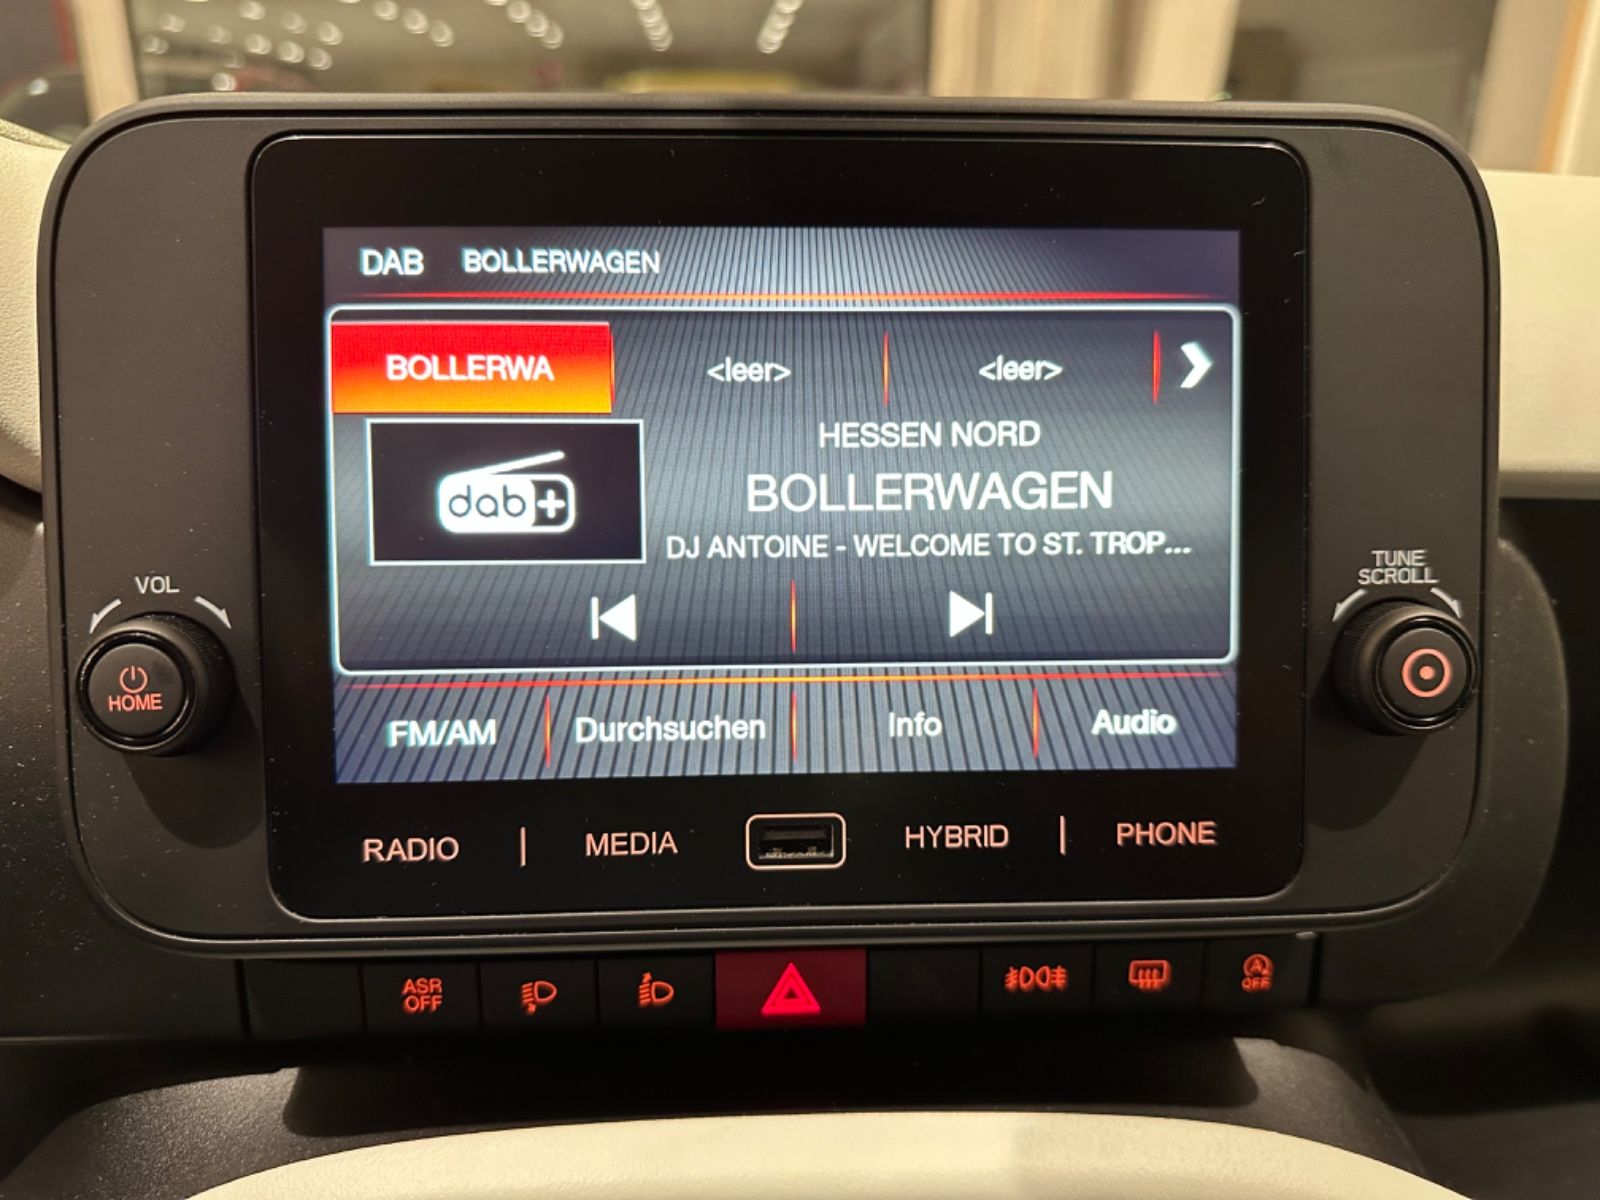 DAB BOLLERWAGEN
BOLLERWA <leer> <leer>
HESSEN NORD
dab+
BOLLERWAGEN
DJ ANTOINE - WELCOME TO ST. TROP...
VOL
HOME
TUNE
SCROLL
FM/AM Durchsuchen Info Audio
RADIO | MEDIA HYBRID | PHONE
ASR
OFF
A
OFF